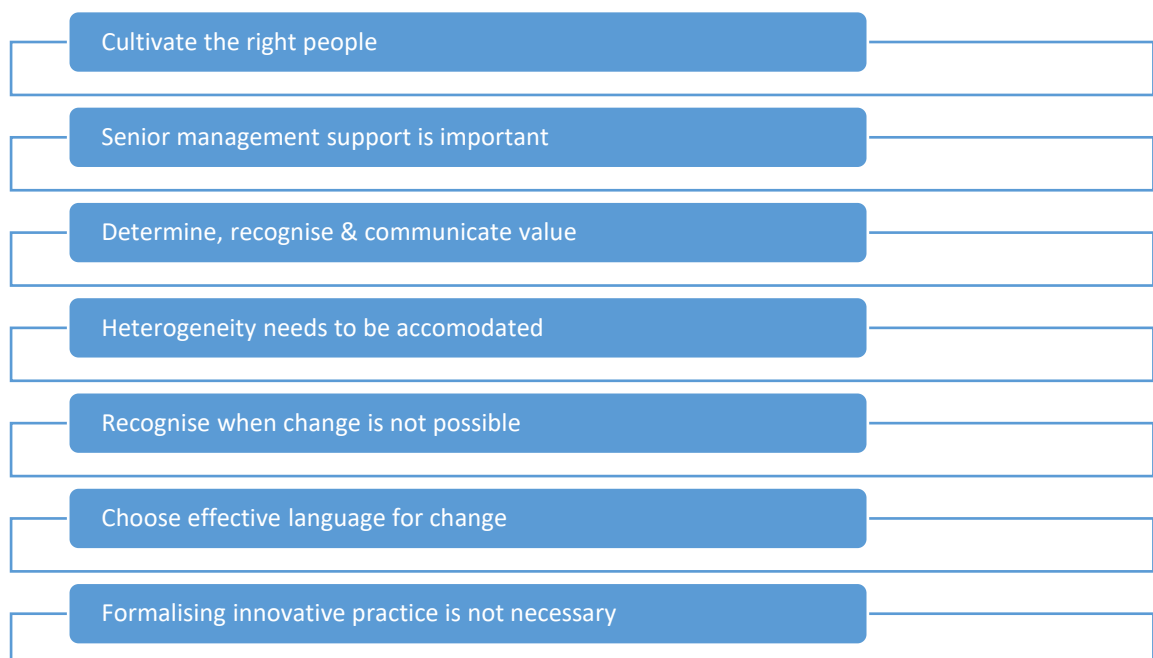 Cultivate the right people
Senior management support is important
Determine, recognise & communicate value
Heterogeneity needs to be accomodated
Recognise when change is not possible
Choose effective language for change
Formalising innovative practice is not necessary